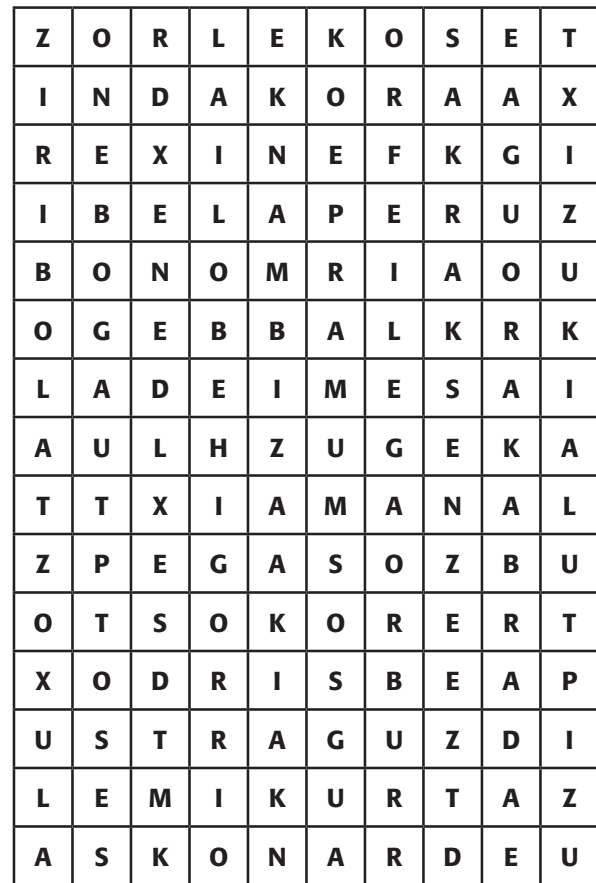 Z O R L E K O S E T
I N D A K O R A A X
R E X I N E F K G I
I B E L A P E R U Z
B O N O M R I A O U
O G E B B A L K R K
L A D E I M E S A I
A U L H Z U G E K A
T T X I A M A N A L
Z P E G A S O Z B U
O T S O K O R E R T
X O D R I S B E A P
U S T R A G U Z D I
L E M I K U R T A Z
A S K O N A R D E U